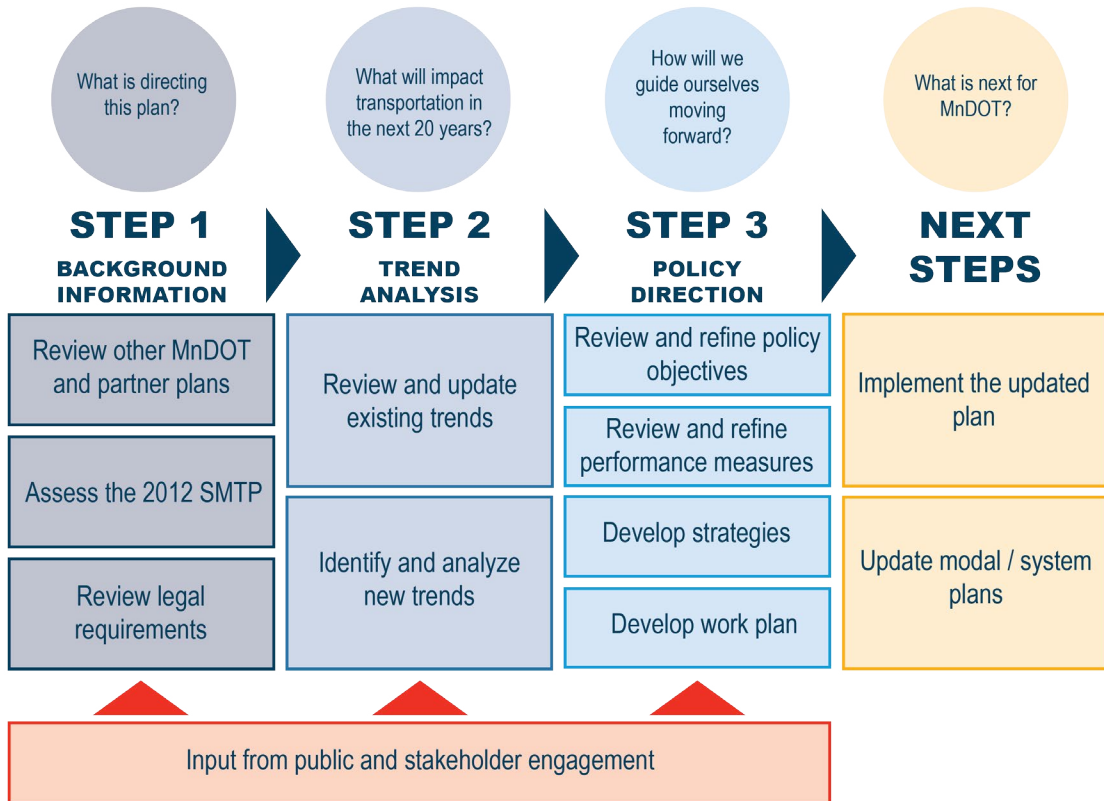 What is directing
this plan?
What will impact
transportation in
the next 20 years?
How will we
guide ourselves
moving
forward?
What is next for
MnDOT?
STEP 1
BACKGROUND
INFORMATION
STEP 2
TREND
ANALYSIS
STEP 3
POLICY
DIRECTION
NEXT
STEPS
Review other MnDOT
and partner plans
Assess the 2012 SMTP
Review legal
requirements
Review and update
existing trends
Identify and analyze
new trends
Review and refine policy
objectives
Review and refine
performance measures
Develop strategies
Develop work plan
Implement the updated
plan
Update modal / system
plans
Input from public and stakeholder engagement